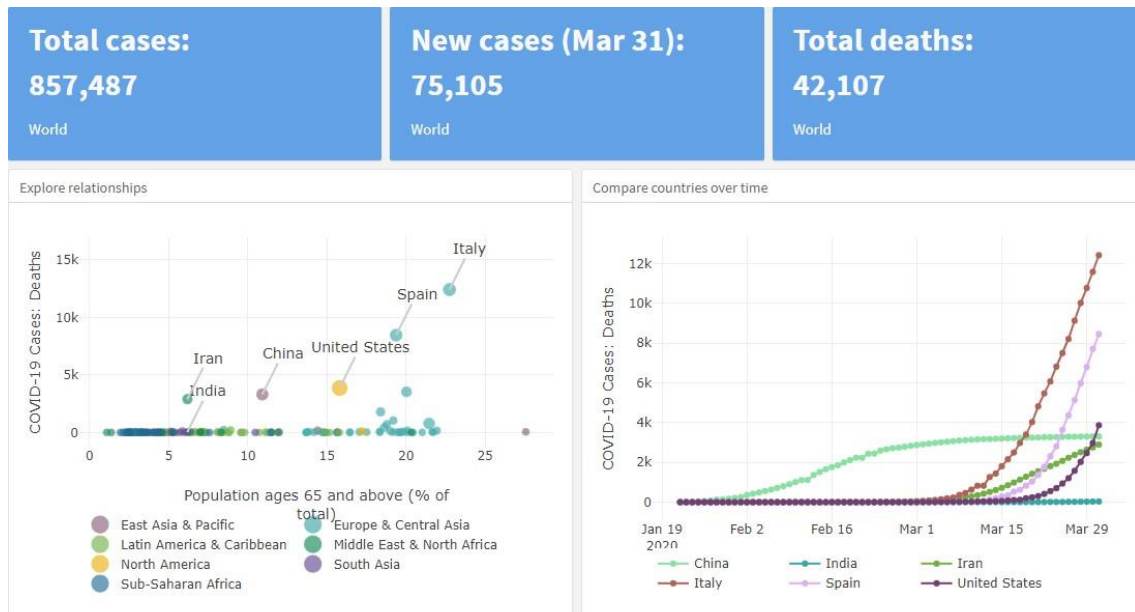 Total cases:
857,487
World
New cases (Mar 31):
75,105
World
Total deaths:
42,107
World
Explore relationships
COVID-19 Cases: Deaths
15k
10k
5k
0
Italy
Spain
United States
China
Iran
India
0 5 10 15 20 25
Population ages 65 and above (% of
total)
East Asia & Pacific
Europe & Central Asia
Latin America & Caribbean
Middle East & North Africa
North America
South Asia
Sub-Saharan Africa
Compare countries over time
COVID-19 Cases: Deaths
12k
10k
8k
6k
4k
2k
0
Jan 19 Feb 2 Feb 16 Mar 1 Mar 15 Mar 29
2020
China India Iran
Italy Spain United States